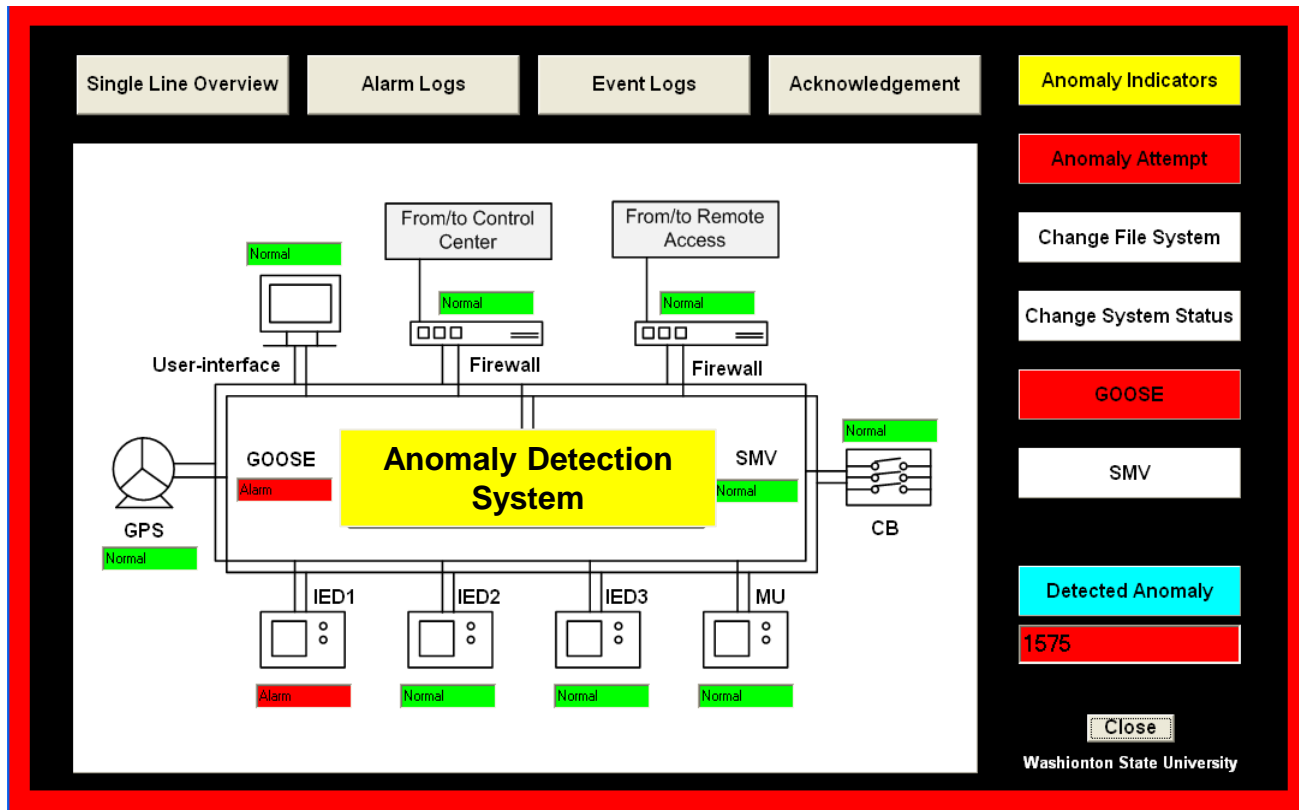 Single Line Overview
Alarm Logs
Event Logs
Acknowledgement
Anomaly Indicators
Anomaly Attempt
Change File System
Change System Status
GOOSE
SMV
Detected Anomaly
1575
Close
Washionton State University
From/to Control
Center
From/to Remote
Access
Normal
Normal
Normal
User-interface
Firewall
Firewall
GOOSE
Alarm
Anomaly Detection
System
SMV
Normal
Normal
CB
GPS
Normal
IED1
IED2
IED3
MU
Alarm
Normal
Normal
Normal